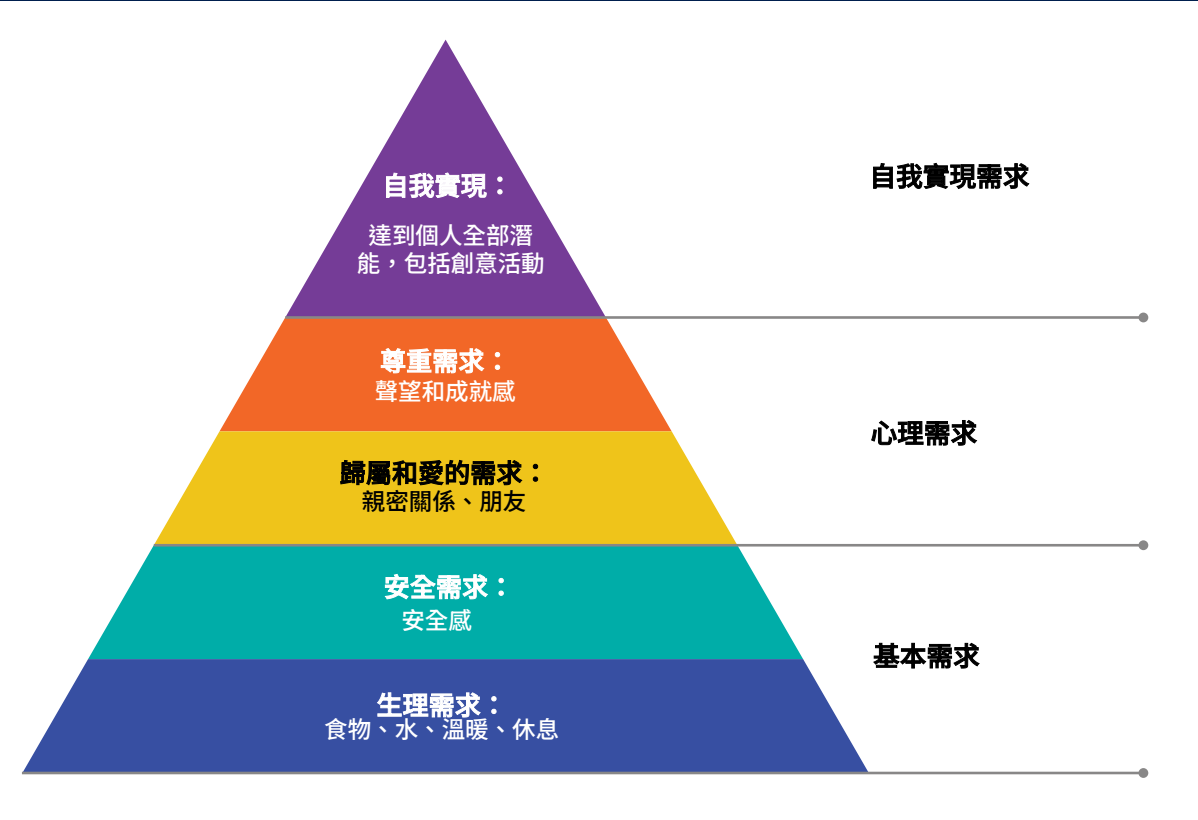 自我實現：
達到個人全部潛
能，包括創意活動
自我實現需求
尊重需求：
聲望和成就感
歸屬和愛的需求：
親密關係、朋友
心理需求
安全需求：
安全感
生理需求：
食物、水、溫暖、休息
基本需求